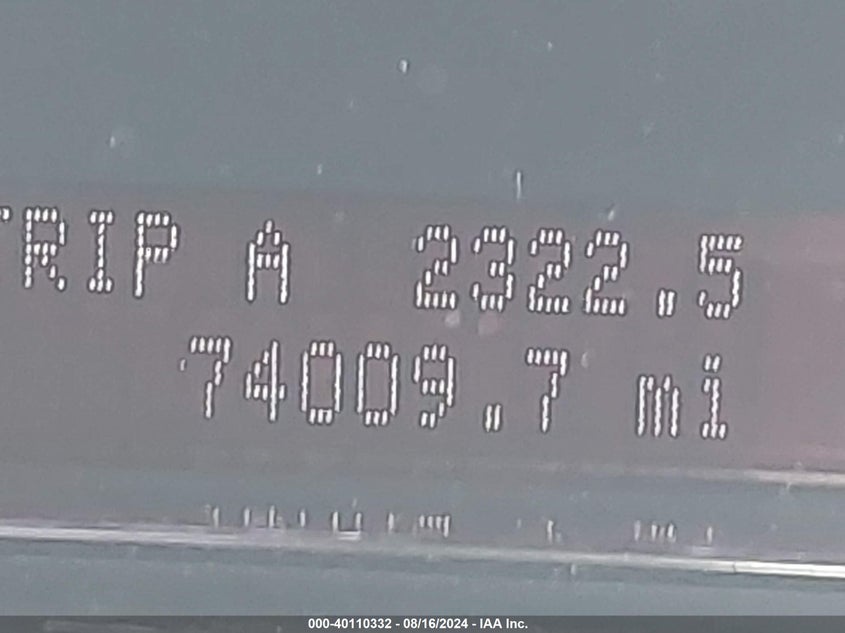 TRIP A 2322.5
74009.7 mi
000-40110332 - 08/16/2024 - IAA Inc.